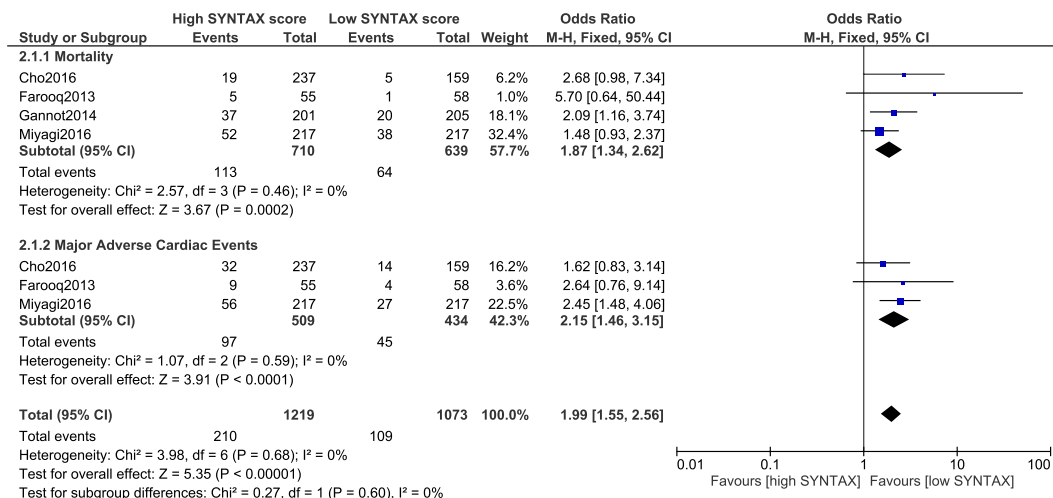 High SYNTAX score Low SYNTAX score Odds Ratio Odds Ratio
Study or Subgroup Events Total Events Total Weight M-H, Fixed, 95% CI M-H, Fixed, 95% CI
2.1.1 Mortality
Cho2016 19 237 5 159 6.2% 2.68 [0.98, 7.34]
Farooq2013 5 55 1 58 1.0% 5.70 [0.64, 50.44]
Gannot2014 37 201 20 205 18.1% 2.09 [1.16, 3.74]
Miyagi2016 52 217 38 217 32.4% 1.48 [0.93, 2.37]
Subtotal (95% CI) 710 639 57.7% 1.87 [1.34, 2.62]
Total events 113 64
Heterogeneity: Chi² = 2.57, df = 3 (P = 0.46); I² = 0%
Test for overall effect: Z = 3.67 (P = 0.0002)
2.1.2 Major Adverse Cardiac Events
Cho2016 32 237 14 159 16.2% 1.62 [0.83, 3.14]
Farooq2013 9 55 4 58 3.6% 2.64 [0.76, 9.14]
Miyagi2016 56 217 27 217 22.5% 2.45 [1.48, 4.06]
Subtotal (95% CI) 509 434 42.3% 2.15 [1.46, 3.15]
Total events 97 45
Heterogeneity: Chi² = 1.07, df = 2 (P = 0.59); I² = 0%
Test for overall effect: Z = 3.91 (P < 0.0001)
Total (95% CI) 1219 1073 100.0% 1.99 [1.55, 2.56]
Total events 210 109
Heterogeneity: Chi² = 3.98, df = 6 (P = 0.68); I² = 0%
Test for overall effect: Z = 5.35 (P < 0.00001)
Test for subgroup differences: Chi² = 0.27, df = 1 (P = 0.60), I² = 0%
0.01 0.1 1 10 100
Favours [high SYNTAX] Favours [low SYNTAX]